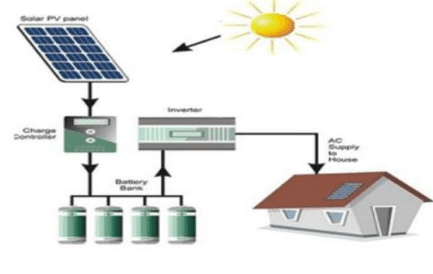 Solar PV panel
Inverter
Charge
Controller
Battery
Bank
AC
Supply
to
House